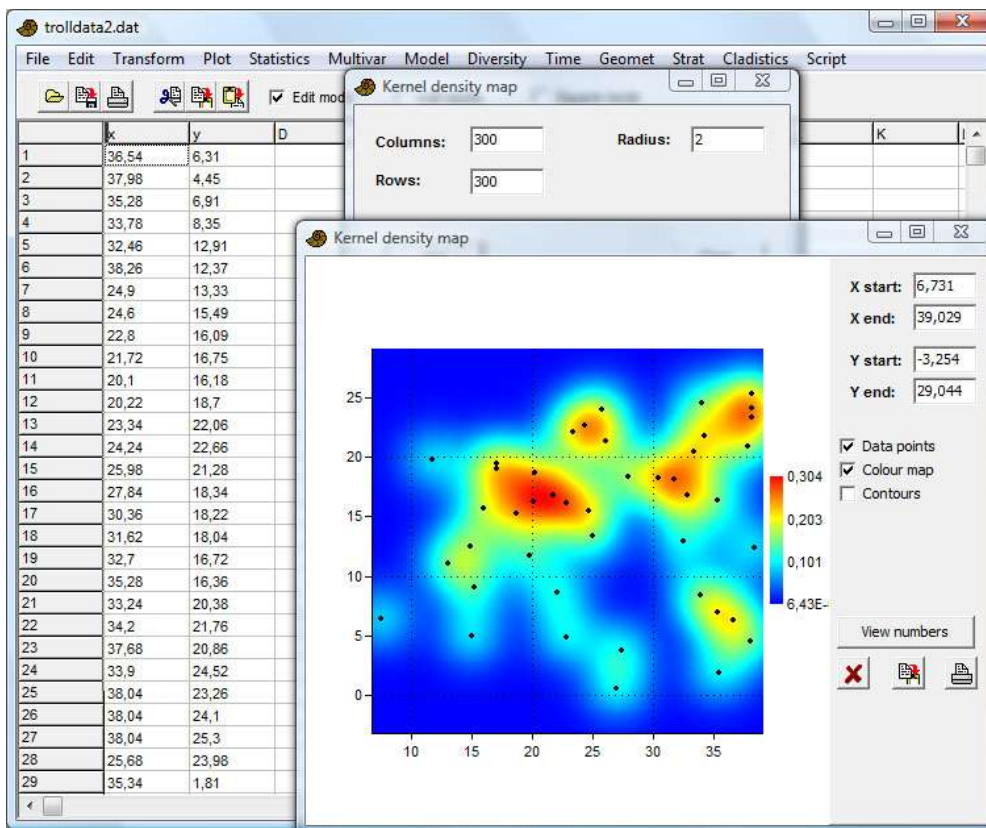 trolldata2.dat
File Edit Transform Plot Statistics Multivar Model Diversity Time Geomet Strat Cladistics Script
Edit mod
Kernel density map
Columns: 300 Radius: 2
Rows: 300
x y D K
1 36,54 6,31
2 37,98 4,45
3 35,28 6,91
4 33,78 8,35
5 32,46 12,91
6 38,26 12,37
7 24,9 13,33
8 24,6 15,49
9 22,8 16,09
10 21,72 16,75
11 20,1 16,18
12 20,22 18,7
13 23,34 22,06
14 24,24 22,66
15 25,98 21,28
16 27,84 18,34
17 30,36 18,22
18 31,62 18,04
19 32,7 16,72
20 35,28 16,36
21 33,24 20,38
22 34,2 21,76
23 37,68 20,86
24 33,9 24,52
25 38,04 23,26
26 38,04 24,1
27 38,04 25,3
28 25,68 23,98
29 35,34 1,81
Kernel density map
X start: 6,731
X end: 39,029
Y start: -3,254
Y end: 29,044
Data points
Colour map
Contours
25
20
15
10
5
0
10 15 20 25 30 35
0,304
0,203
0,101
6,43E-
View numbers